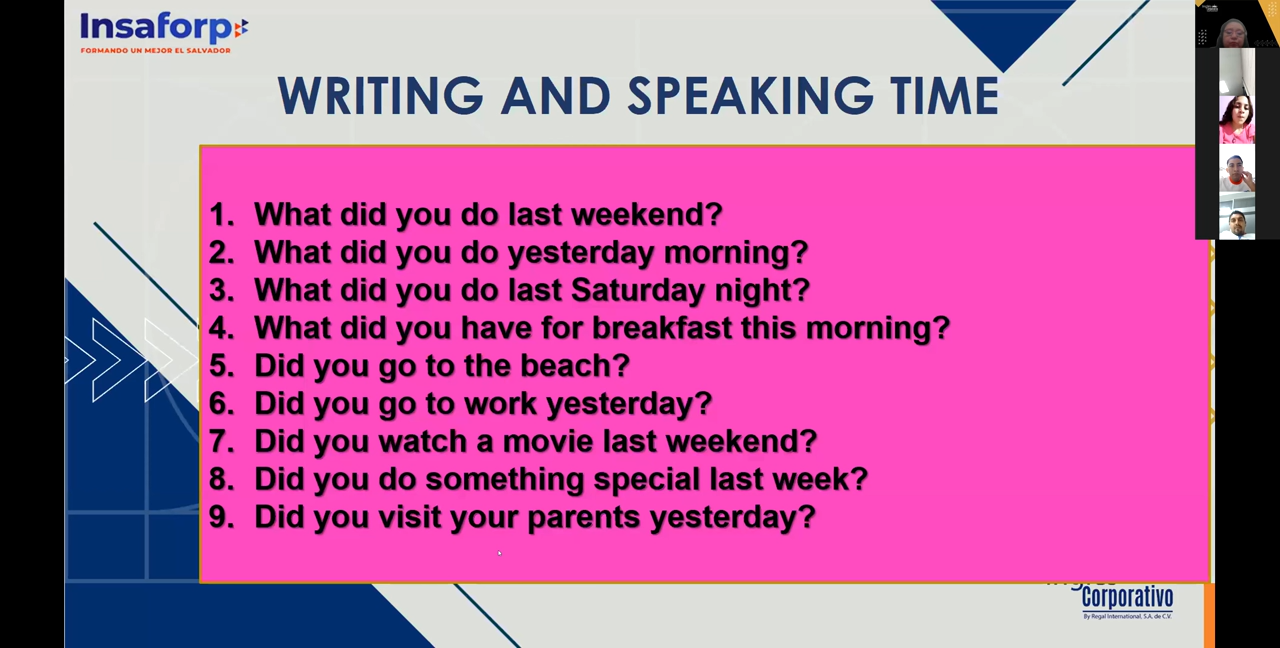 Insaforp
FORMANDO UN MEJOR EL SALVADOR
WRITING AND SPEAKING TIME
1. What did you do last weekend?
2. What did you do yesterday morning?
3. What did you do last Saturday night?
4. What did you have for breakfast this morning?
5. Did you go to the beach?
6. Did you go to work yesterday?
7. Did you watch a movie last weekend?
8. Did you do something special last week?
9. Did you visit your parents yesterday?
Corporativo
By Regal International, S.A. de C.V.